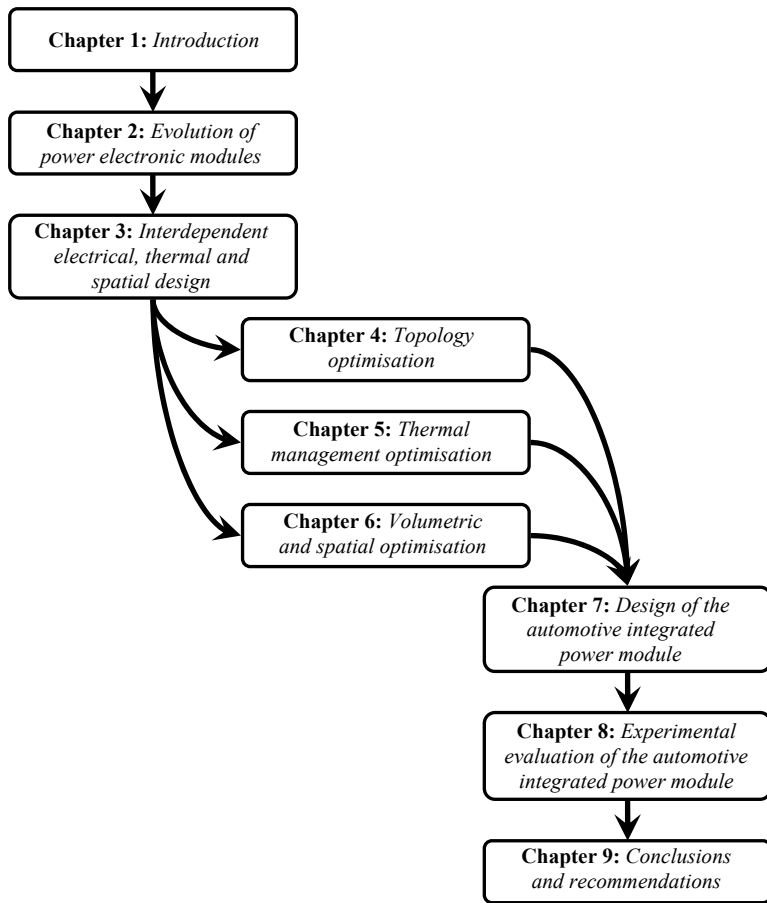 Chapter 1: Introduction
Chapter 2: Evolution of
power electronic modules
Chapter 3: Interdependent
electrical, thermal and
spatial design
Chapter 4: Topology
optimisation
Chapter 5: Thermal
management optimisation
Chapter 6: Volumetric
and spatial optimisation
Chapter 7: Design of the
automotive integrated
power module
Chapter 8: Experimental
evaluation of the automotive
integrated power module
Chapter 9: Conclusions
and recommendations